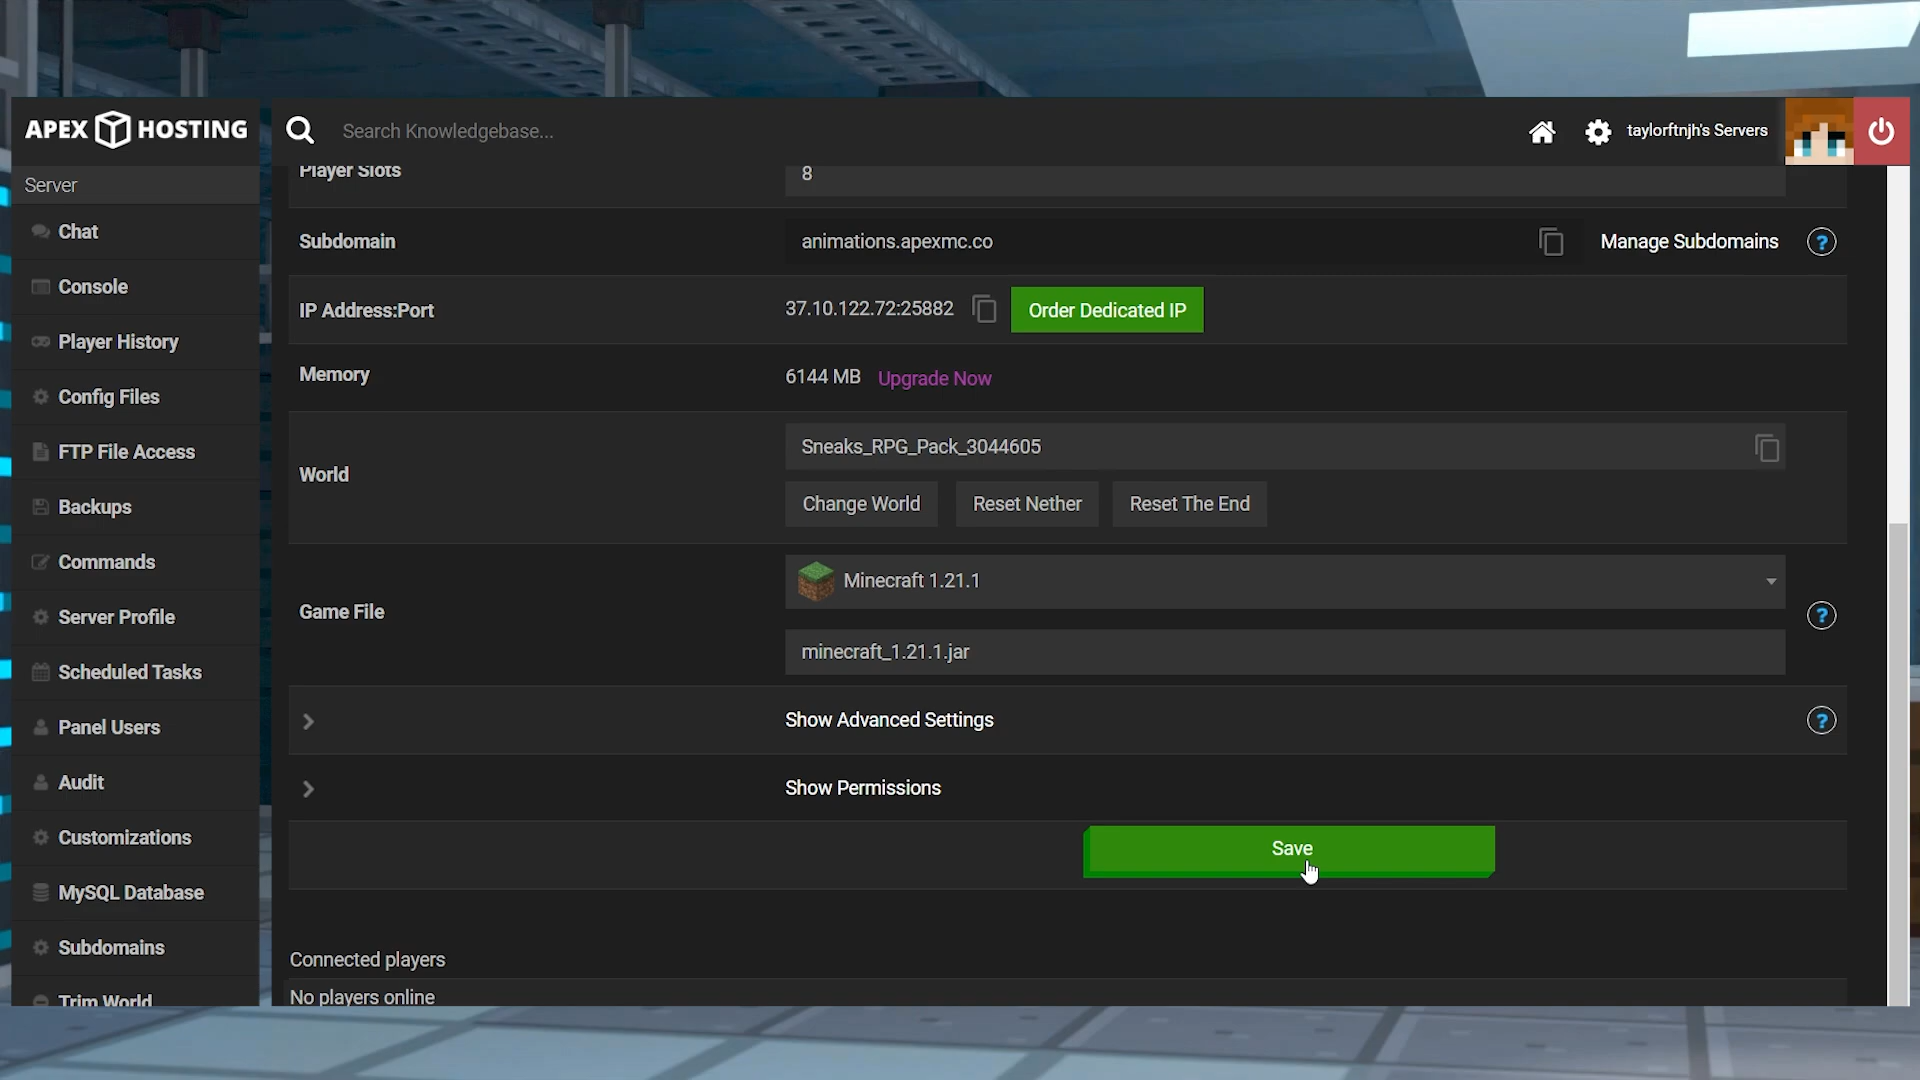 APEX HOSTING
Search Knowledgebase...
taylorftnjh's Servers
Server
Chat
Console
Player History
Config Files
FTP File Access
Backups
Commands
Server Profile
Scheduled Tasks
Panel Users
Audit
Customizations
MySQL Database
Subdomains
Trim World
Player Slots
8
Subdomain
animations.apexmc.co
Manage Subdomains
?
IP Address:Port
37.10.122.72:25882
Order Dedicated IP
Memory
6144 MB Upgrade Now
World
Sneaks_RPG_Pack_3044605
Change World
Reset Nether
Reset The End
Game File
Minecraft 1.21.1
minecraft_1.21.1.jar
?
Show Advanced Settings
?
Show Permissions
Save
Connected players
No players online